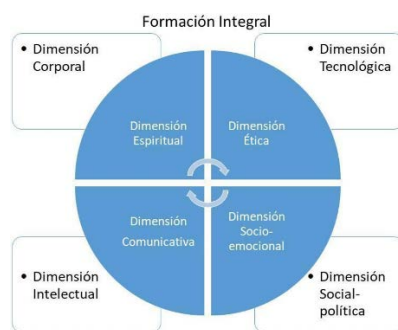 Formación Integral
• Dimensión
Corporal
• Dimensión
Tecnológica
Dimensión
Espiritual
Dimensión
Ética
Dimensión
Comunicativa
Dimensión
Socio-
emocional
• Dimensión
Intelectual
• Dimensión
Social-
política